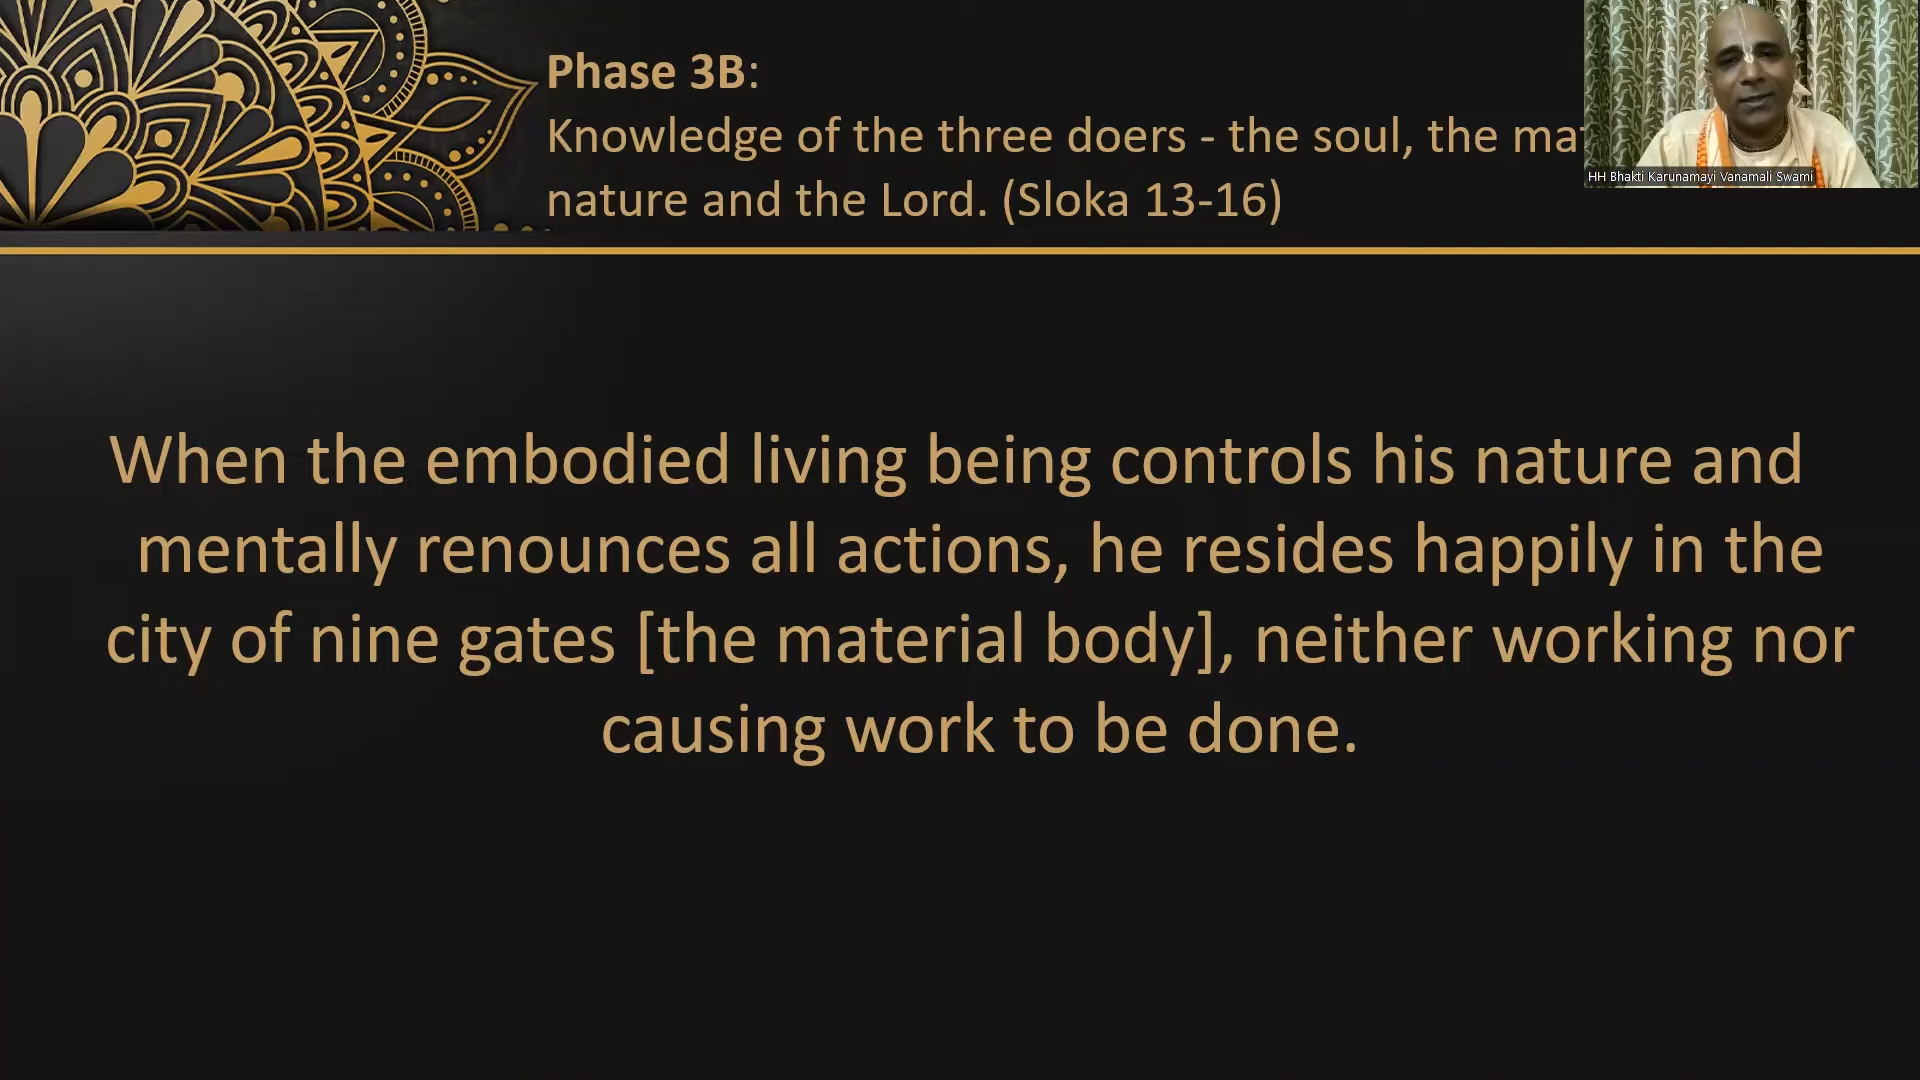 Phase 3B:
Knowledge of the three doers - the soul, the
nature and the Lord. (Sloka 13-16)
HH Bhakti Karunamayi Vanamali Swami
When the embodied living being controls his nature and
mentally renounces all actions, he resides happily in the
city of nine gates [the material body], neither working nor
causing work to be done.